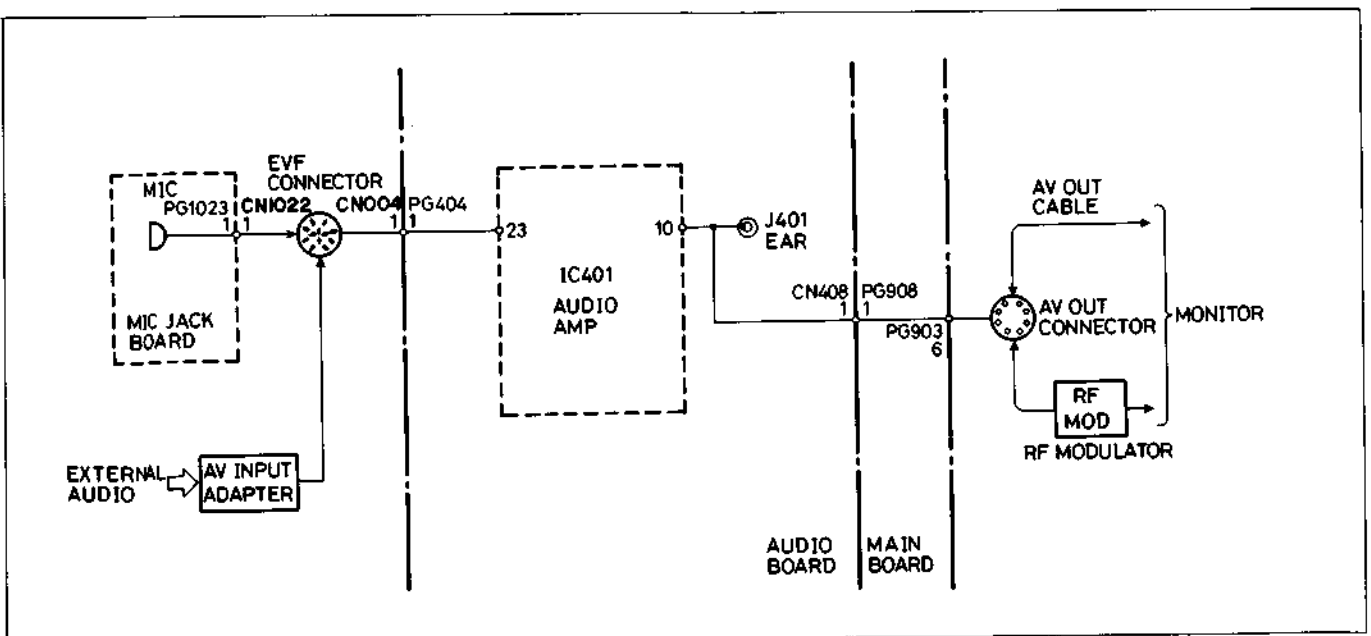 MIC
PG1023
1
CN1022
1
EVF
CONNECTOR
CN004
1
PG404
1
MIC JACK
BOARD
EXTERNAL
AUDIO
AV INPUT
ADAPTER
23
IC401
AUDIO
AMP
10
J401
EAR
CN408
1
PG908
1
PG903
6
AUDIO
BOARD
MAIN
BOARD
AV OUT
CABLE
AV OUT
CONNECTOR
MONITOR
RF
MOD
RF MODULATOR